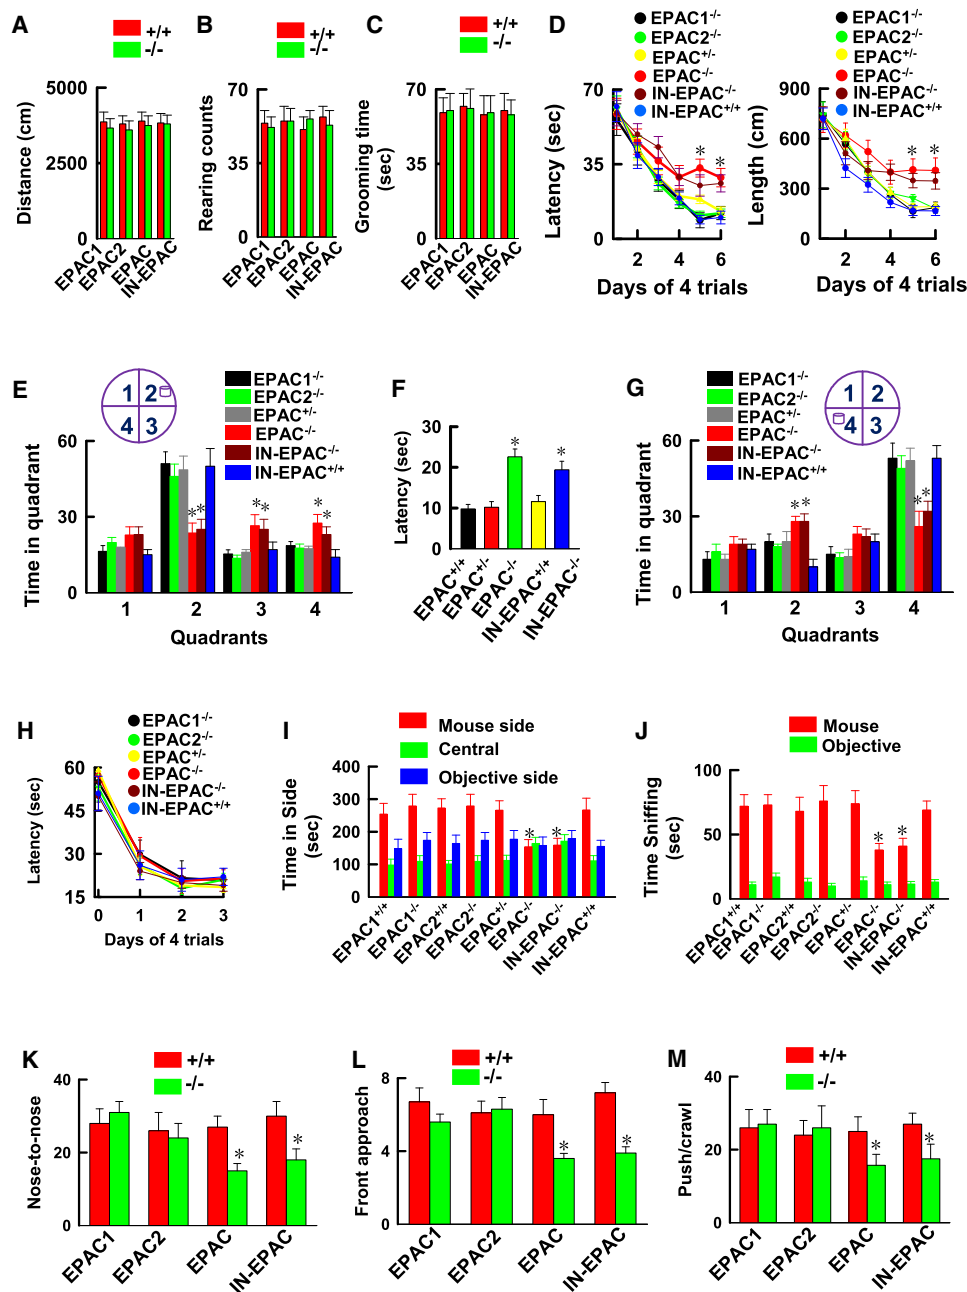 A
+/+
-/-
Distance (cm)
5000
2500
0
EPAC1
EPAC2
EPAC
IN-EPAC
B
+/+
-/-
Rearing counts
70
35
0
EPAC1
EPAC2
EPAC
IN-EPAC
C
+/+
-/-
Grooming time
(sec)
70
35
0
EPAC1
EPAC2
EPAC
IN-EPAC
D
EPAC1-/-
EPAC2-/-
EPAC+/-
EPAC-/-
IN-EPAC-/-
IN-EPAC+/+
Latency (sec)
70
35
0
*
*
2 4 6
Days of 4 trials
EPAC1-/-
EPAC2-/-
EPAC+/-
EPAC-/-
IN-EPAC-/-
IN-EPAC+/+
Length (cm)
900
600
300
0
*
*
2 4 6
Days of 4 trials
E
1 2
4 3
EPAC1-/-
EPAC2-/-
EPAC+/-
EPAC-/-
IN-EPAC-/-
IN-EPAC+/+
Time in quadrant
60
30
0
* * * * * *
1 2 3 4
Quadrants
F
Latency (sec)
30
20
10
0
* *
EPAC+/+
EPAC+/-
EPAC-/-
IN-EPAC+/+
IN-EPAC-/-
G
EPAC1-/-
EPAC2-/-
EPAC+/-
EPAC-/-
IN-EPAC-/-
IN-EPAC+/+
1 2
4 3
Time in quadrant
60
30
0
* * * *
1 2 3 4
Quadrants
H
EPAC1-/-
EPAC2-/-
EPAC+/-
EPAC-/-
IN-EPAC-/-
IN-EPAC+/+
Latency (sec)
60
45
30
15
0 1 2 3
Days of 4 trials
I
Mouse side
Central
Objective side
Time in Side
(sec)
400
300
200
100
0
* *
EPAC1+/+
EPAC1-/-
EPAC2+/+
EPAC2-/-
EPAC+/-
EPAC-/-
IN-EPAC-/-
IN-EPAC+/+
J
Mouse
Objective
Time Sniffing
(sec)
100
50
0
* *
EPAC1+/+
EPAC1-/-
EPAC2+/+
EPAC2-/-
EPAC+/-
EPAC-/-
IN-EPAC-/-
IN-EPAC+/+
K
+/+
-/-
Nose-to-nose
40
20
0
* *
EPAC1
EPAC2
EPAC
IN-EPAC
L
+/+
-/-
Front approach
8
4
0
* *
EPAC1
EPAC2
EPAC
IN-EPAC
M
+/+
-/-
Push/crawl
40
20
0
* *
EPAC1
EPAC2
EPAC
IN-EPAC